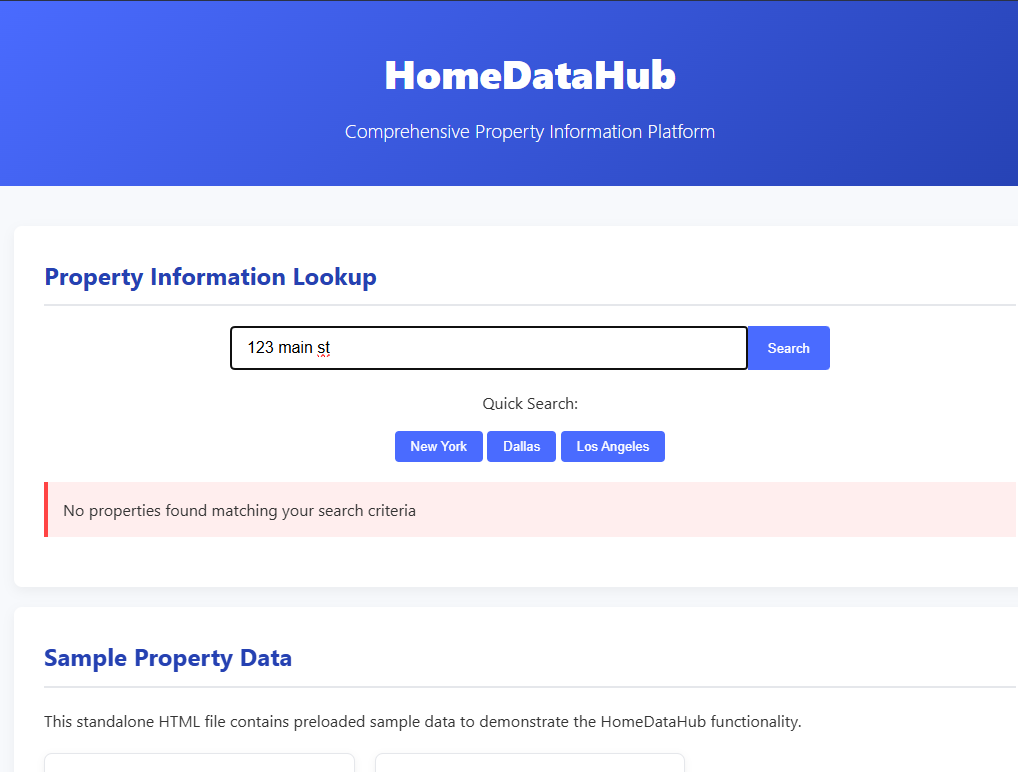 HomeDataHub
Comprehensive Property Information Platform
Property Information Lookup
123 main st
Search
Quick Search:
New York
Dallas
Los Angeles
No properties found matching your search criteria
Sample Property Data
This standalone HTML file contains preloaded sample data to demonstrate the HomeDataHub functionality.